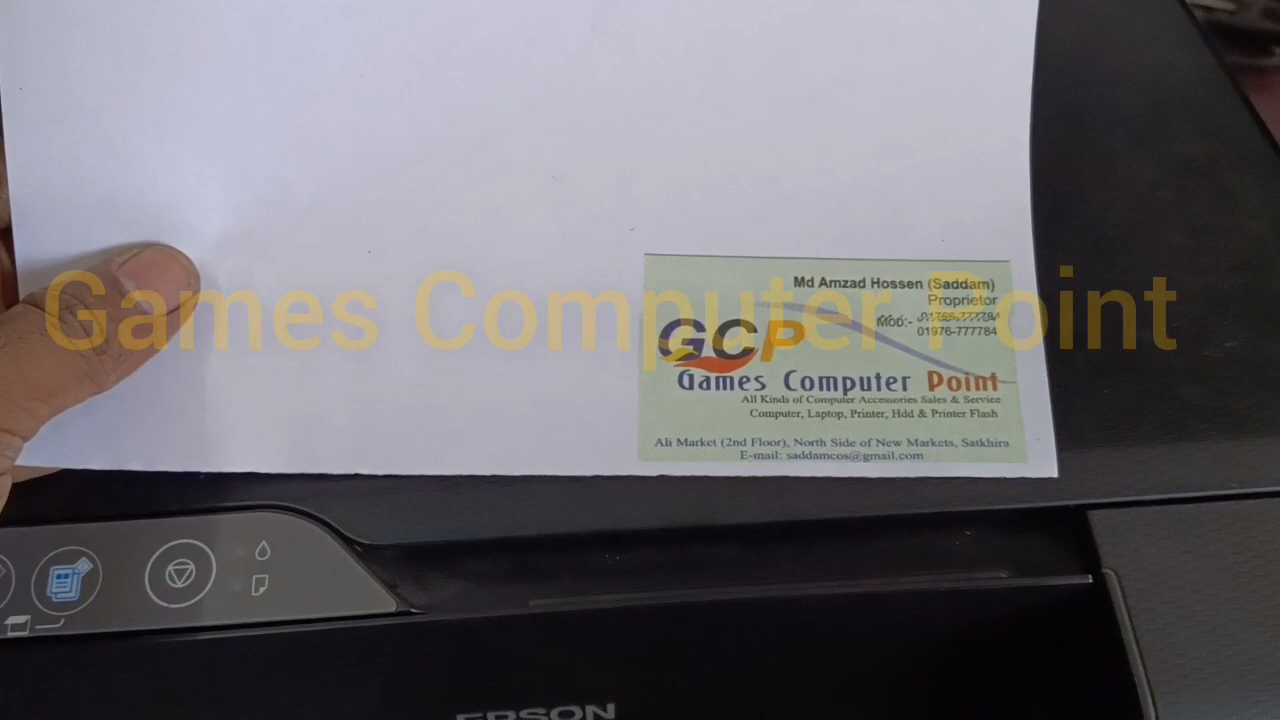 Games Computer Point
Md Amzad Hossen (Saddam)
Proprietor
Mob:- 01766-777784
01976-777784
GCP
Games Computer Point
All Kinds of Computer Accessories Sales & Service
Computer, Laptop, Printer, Hdd & Printer Flash
Ali Market (2nd Floor), North Side of New Markets, Satkhira
E-mail: saddamcos@gmail.com
EPSON